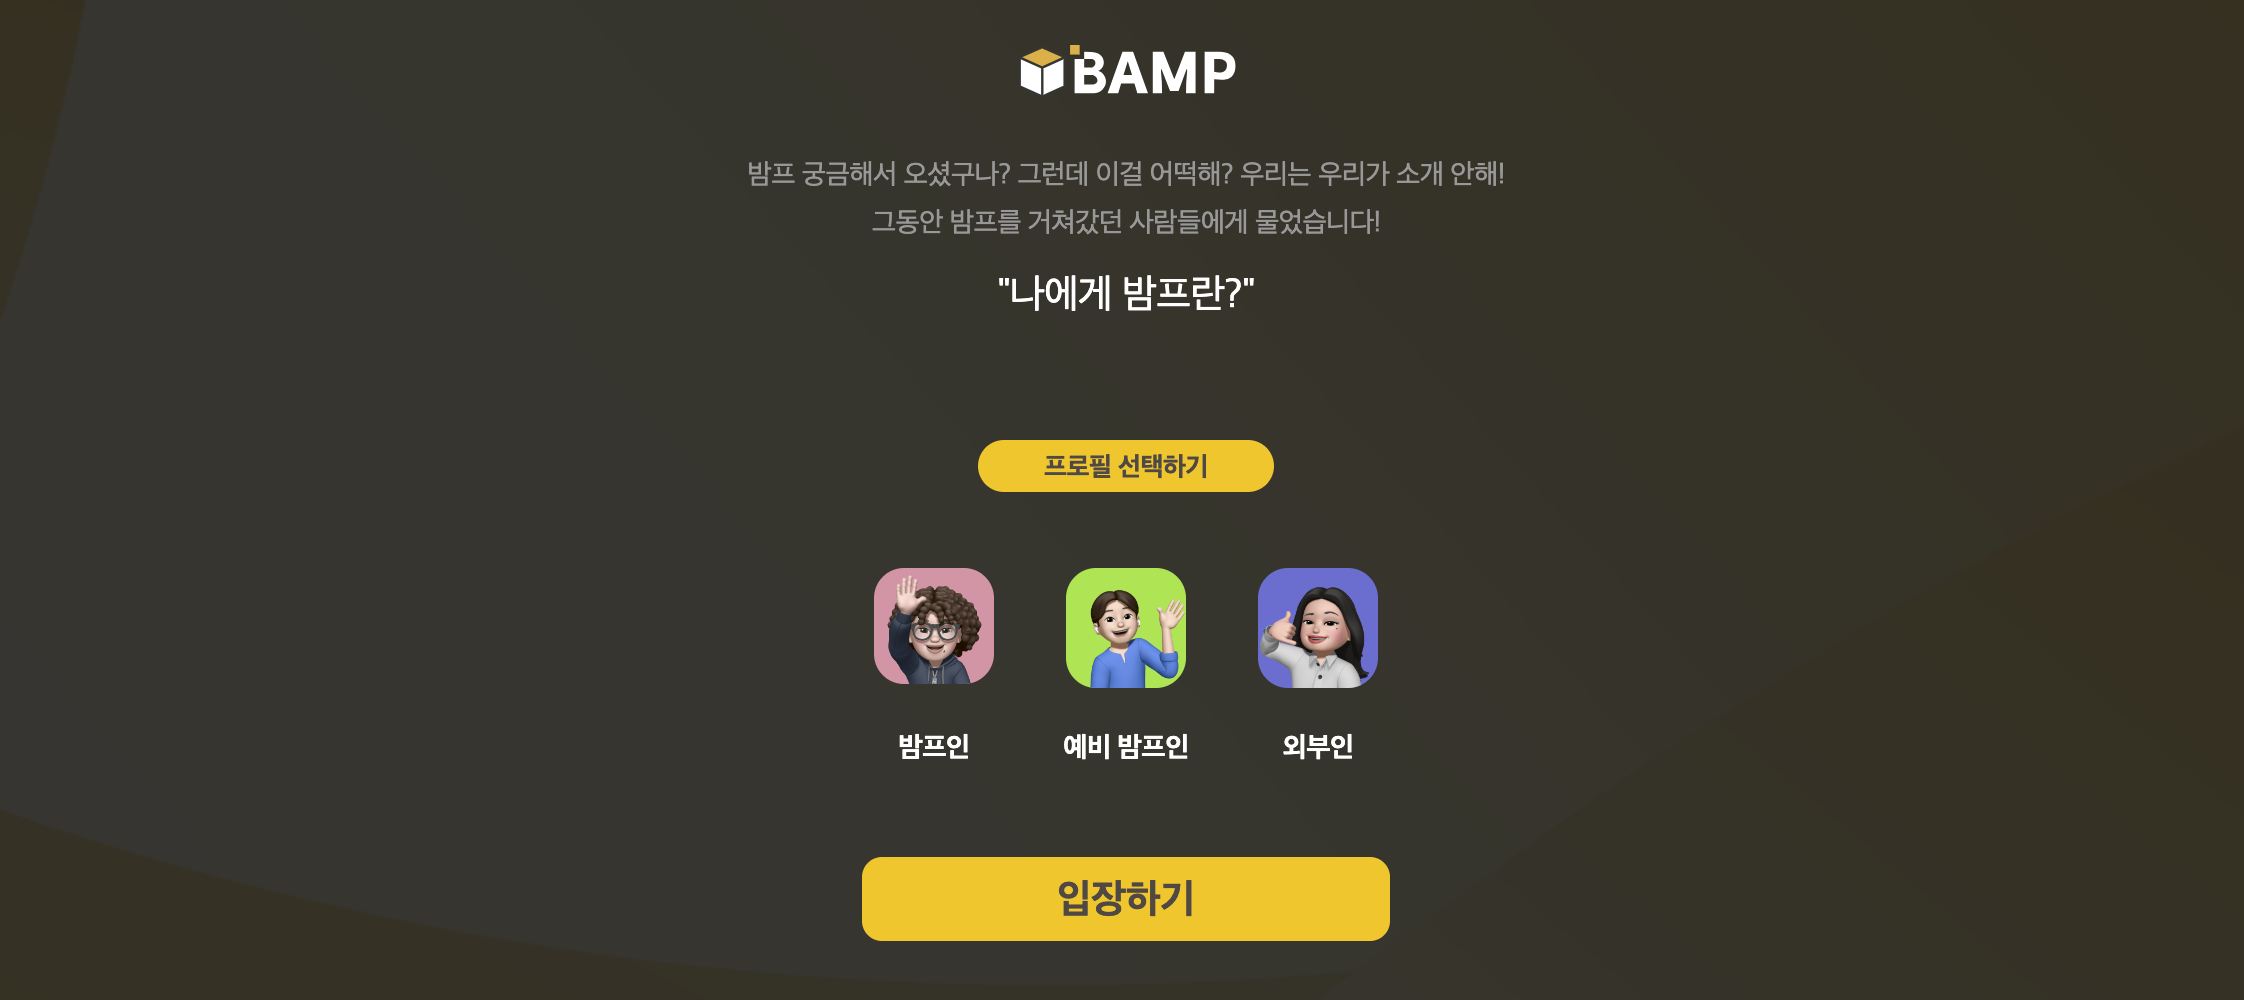 BAMP
밤프 궁금해서 오셨구나? 그런데 이걸 어떡해? 우리는 우리가 소개 안해!
그동안 밤프를 거쳐갔던 사람들에게 물었습니다!
"나에게 밤프란?"
프로필 선택하기
밤프인 예비 밤프인 외부인
입장하기